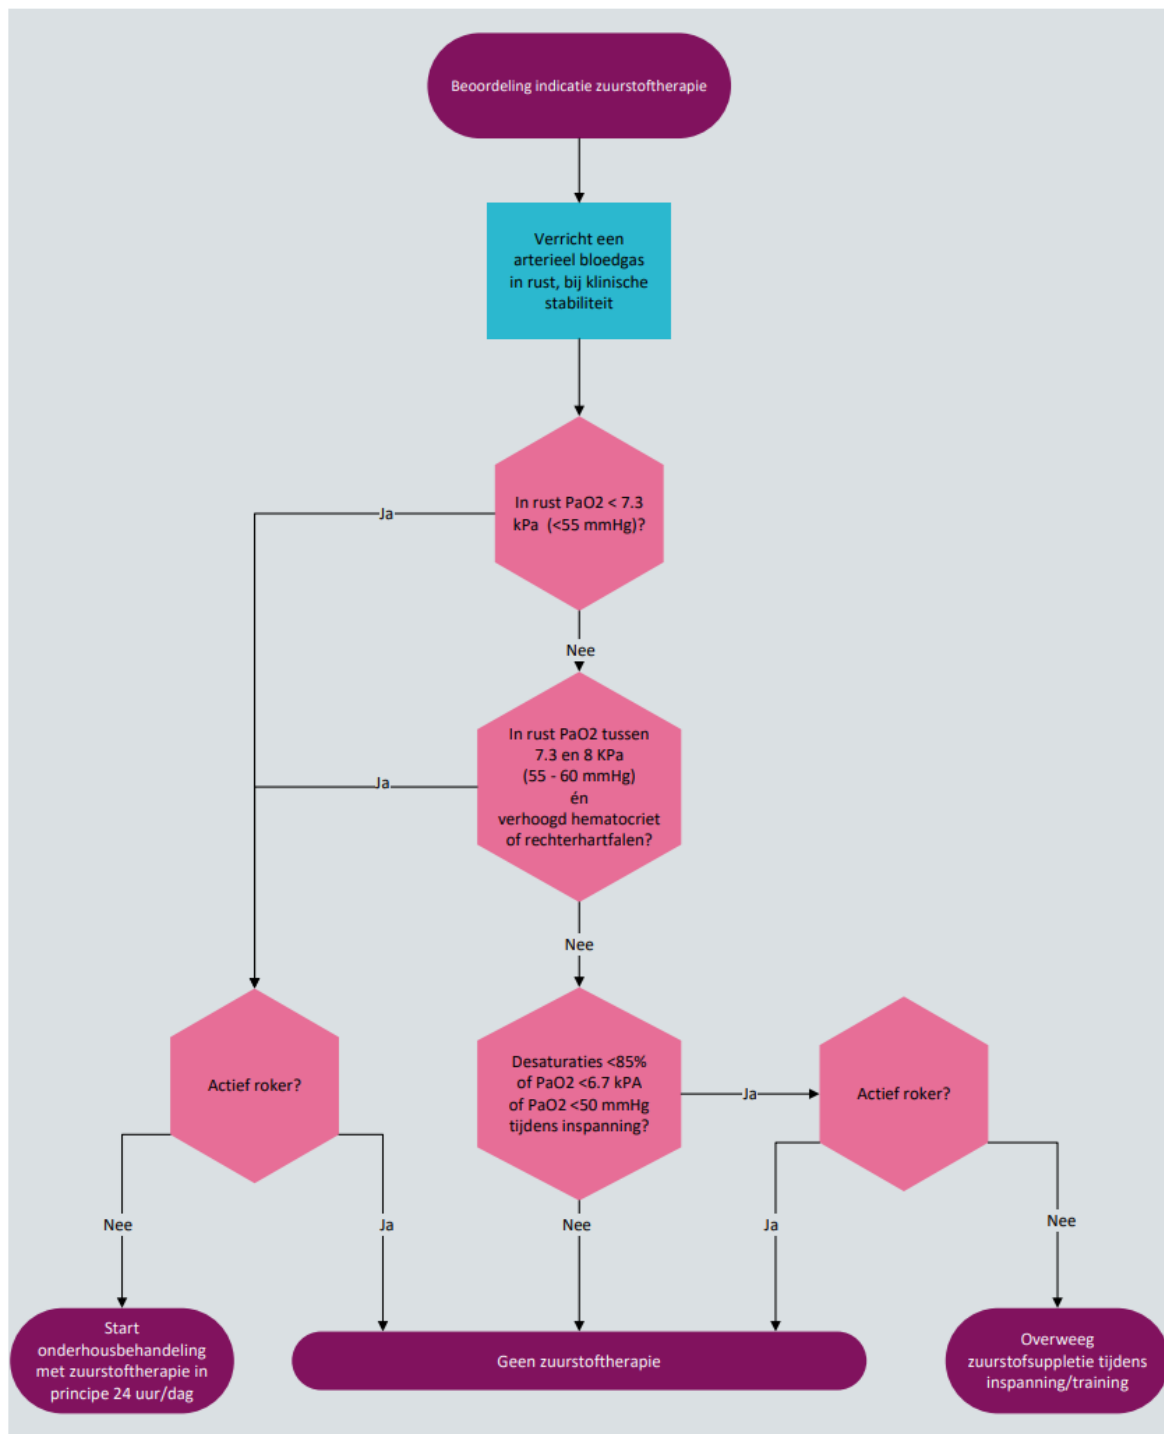 Beoordeling indicatie zuurstoftherapie
Verricht een
arterieel bloedgas
in rust, bij klinische
stabiliteit
In rust PaO2 < 7.3
kPa (<55 mmHg)?
Ja
Nee
In rust PaO2 tussen
7.3 en 8 KPa
(55 - 60 mmHg)
én
verhoogd hematocriet
of rechterhartfalen?
Ja
Nee
Actief roker?
Desaturaties <85%
of PaO2 <6.7 kPA
of PaO2 <50 mmHg
tijdens inspanning?
Ja
Actief roker?
Nee
Ja
Nee
Ja
Nee
Start
onderhousbehandeling
met zuurstoftherapie in
principe 24 uur/dag
Geen zuurstoftherapie
Overweeg
zuurstofsuppletie tijdens
inspanning/training